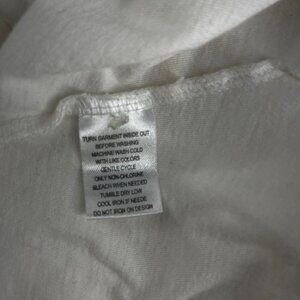 TURN GARMENT INSIDE OUT
BEFORE WASHING
MACHINE WASH COLD
WITH LIKE COLORS
GENTLE CYCLE
ONLY NON-CHLORINE
BLEACH WHEN NEEDED
TUMBLE DRY LOW
COOL IRON IF NEEDE
DO NOT IRON ON DESIGN